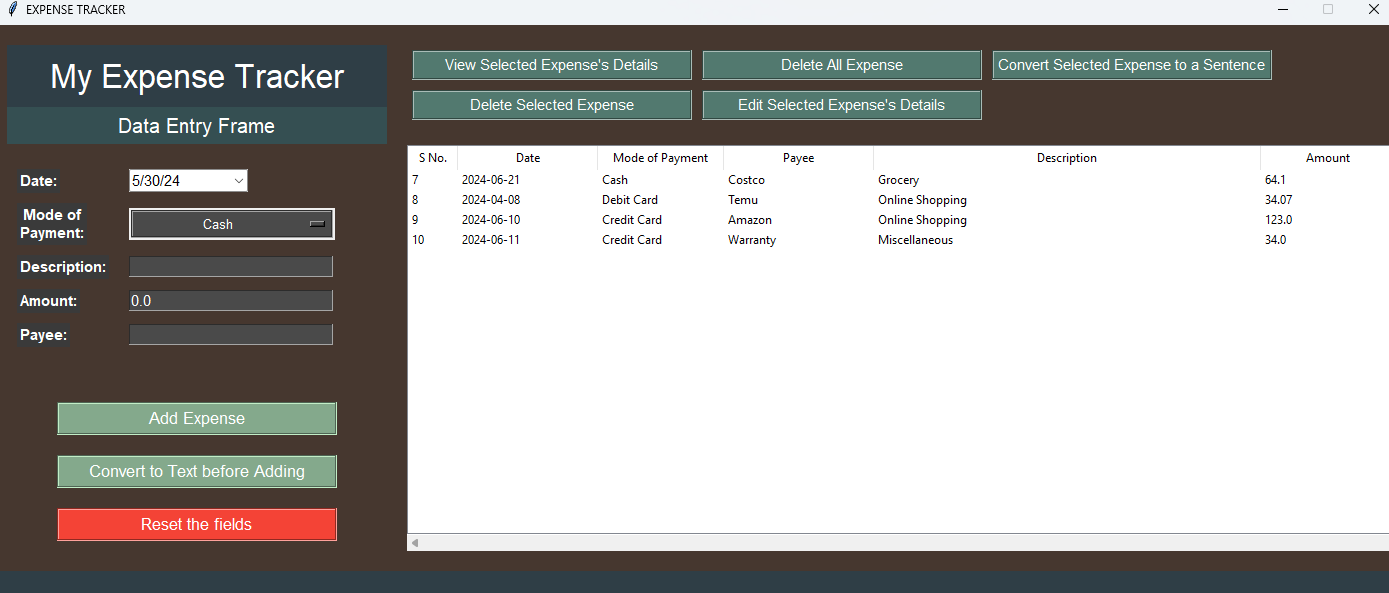 EXPENSE TRACKER
My Expense Tracker
Data Entry Frame
Date: 5/30/24
Mode of
Payment: Cash
Description:
Amount: 0.0
Payee:
Add Expense
Convert to Text before Adding
Reset the fields
View Selected Expense's Details Delete All Expense Convert Selected Expense to a Sentence
Delete Selected Expense Edit Selected Expense's Details
S No. Date Mode of Payment Payee Description Amount
7 2024-06-21 Cash Costco Grocery 64.1
8 2024-04-08 Debit Card Temu Online Shopping 34.07
9 2024-06-10 Credit Card Amazon Online Shopping 123.0
10 2024-06-11 Credit Card Warranty Miscellaneous 34.0